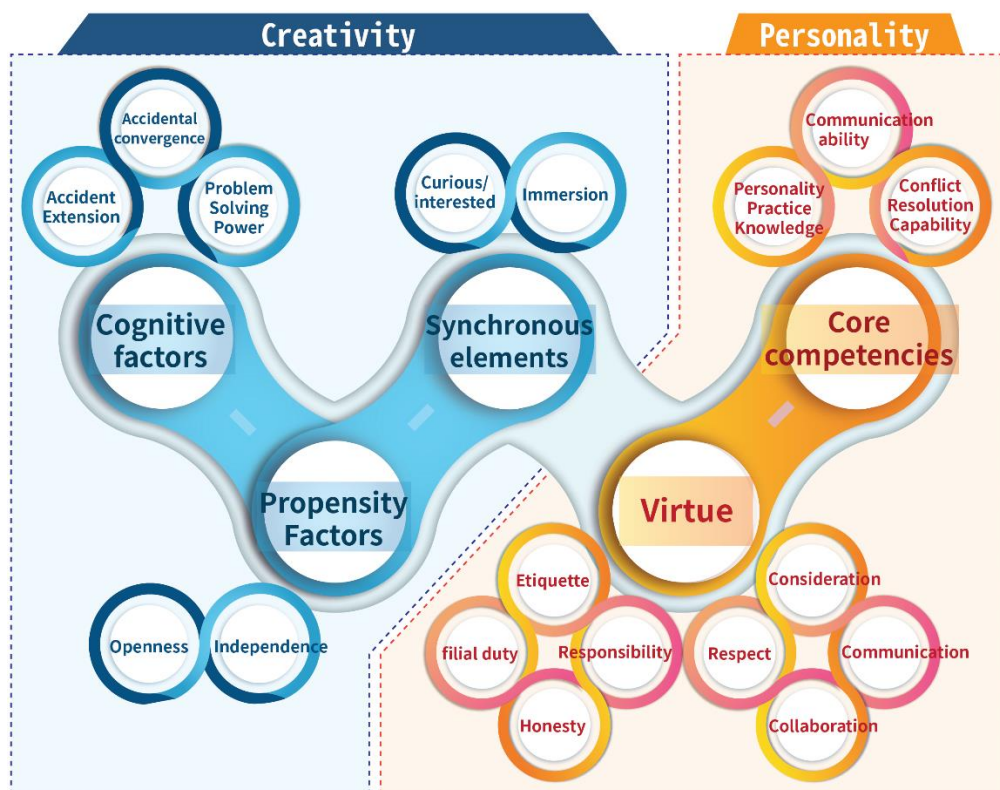 Creativity
Personality
Accidental
convergence
Accident
Extension
Problem
Solving
Power
Curious/
interested
Immersion
Communication
ability
Personality
Practice
Knowledge
Conflict
Resolution
Capability
Cognitive
factors
Synchronous
elements
Core
competencies
Propensity
Factors
Virtue
Openness
Independence
Etiquette
filial duty
Responsibility
Honesty
Consideration
Respect
Communication
Collaboration